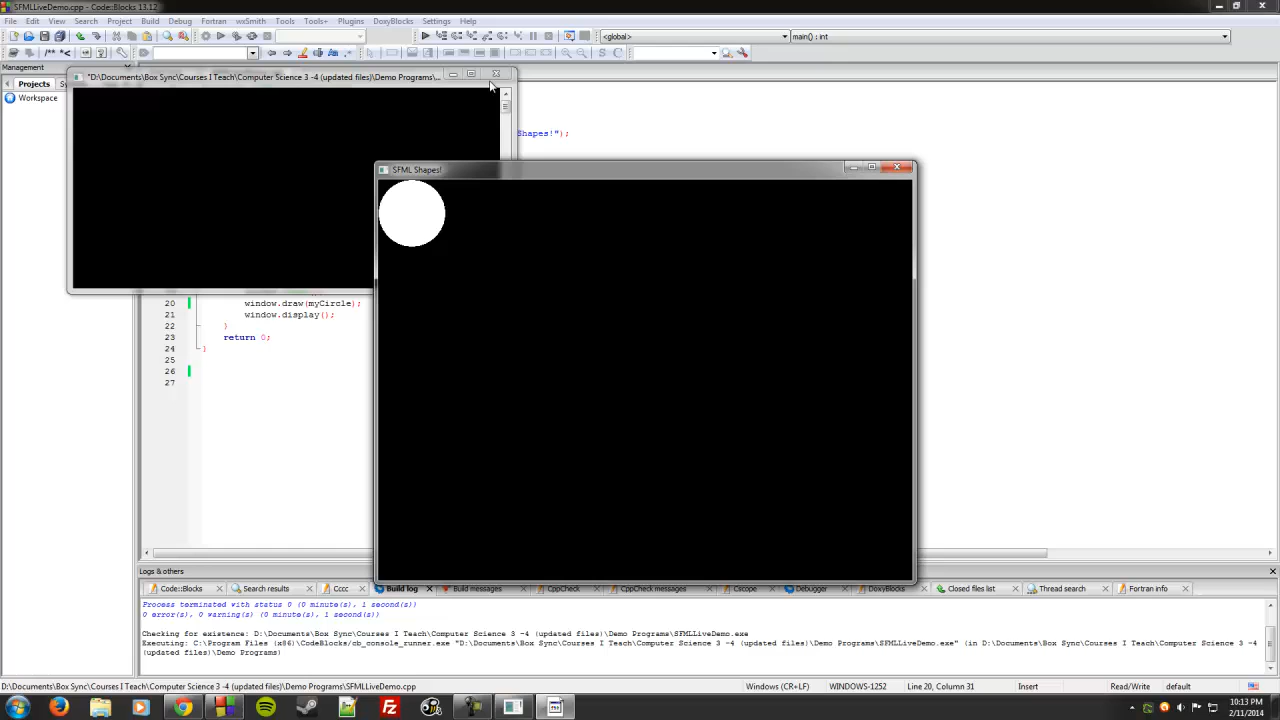 SFMLLiveDemo.cpp - Code::Blocks 13.12
File Edit View Search Project Build Debug Fortran wxSmith Tools Tools+ Plugins DoxyBlocks Settings Help
<global> main() : int
Management
Projects Sy
Workspace
"D:\Documents\Box Sync\Courses I Teach\Computer Science 3 -4 (updated files)\Demo Programs\...
Shapes!");
SFML Shapes!
20 window.draw(myCircle);
21 window.display();
22 }
23 return 0;
24 }
25
26
27
Logs & others
Code::Blocks Search results Cccc Build log Build messages CppCheck CppCheck messages Cscope Debugger DoxyBlocks Closed files list Thread search Fortran info
Process terminated with status 0 (0 minute(s), 1 second(s))
0 error(s), 0 warning(s) (0 minute(s), 1 second(s))
Checking for existence: D:\Documents\Box Sync\Courses I Teach\Computer Science 3 -4 (updated files)\Demo Programs\SFMLLiveDemo.exe
Executing: C:\Program Files (x86)\CodeBlocks/cb_console_runner.exe "D:\Documents\Box Sync\Courses I Teach\Computer Science 3 -4 (updated files)\Demo Programs\SFMLLiveDemo.exe" (in D:\Documents\Box Sync\Courses I Teach\Computer Science 3 -4
(updated files)\Demo Programs)
D:\Documents\Box Sync\Courses I Teach\Computer Science 3 -4 (updated files)\Demo Programs\SFMLLiveDemo.cpp Windows (CR+LF) WINDOWS-1252 Line 20, Column 31 Insert Read/Write default
10:13 PM
2/11/2014